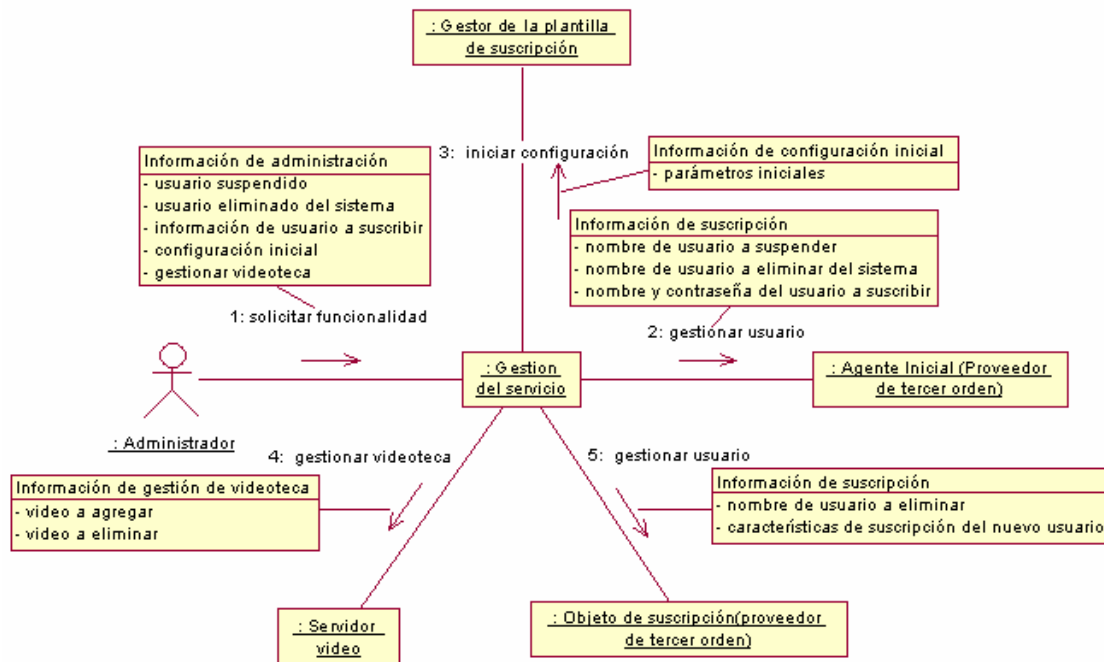 : Gestor de la plantilla
de suscripción
3: iniciar configuración
Información de administración
- usuario suspendido
- usuario eliminado del sistema
- información de usuario a suscribir
- configuración inicial
- gestionar videoteca
Información de configuración inicial
- parámetros iniciales
Información de suscripción
- nombre de usuario a suspender
- nombre de usuario a eliminar del sistema
- nombre y contraseña del usuario a suscribir
1: solicitar funcionalidad
2: gestionar usuario
: Gestion
del servicio
: Agente Inicial (Proveedor
de tercer orden)
: Administrador
4: gestionar videoteca
5: gestionar usuario
Información de gestión de videoteca
- video a agregar
- video a eliminar
Información de suscripción
- nombre de usuario a eliminar
- características de suscripción del nuevo usuario
: Servidor
video
: Objeto de suscripción(proveedor
de tercer orden)